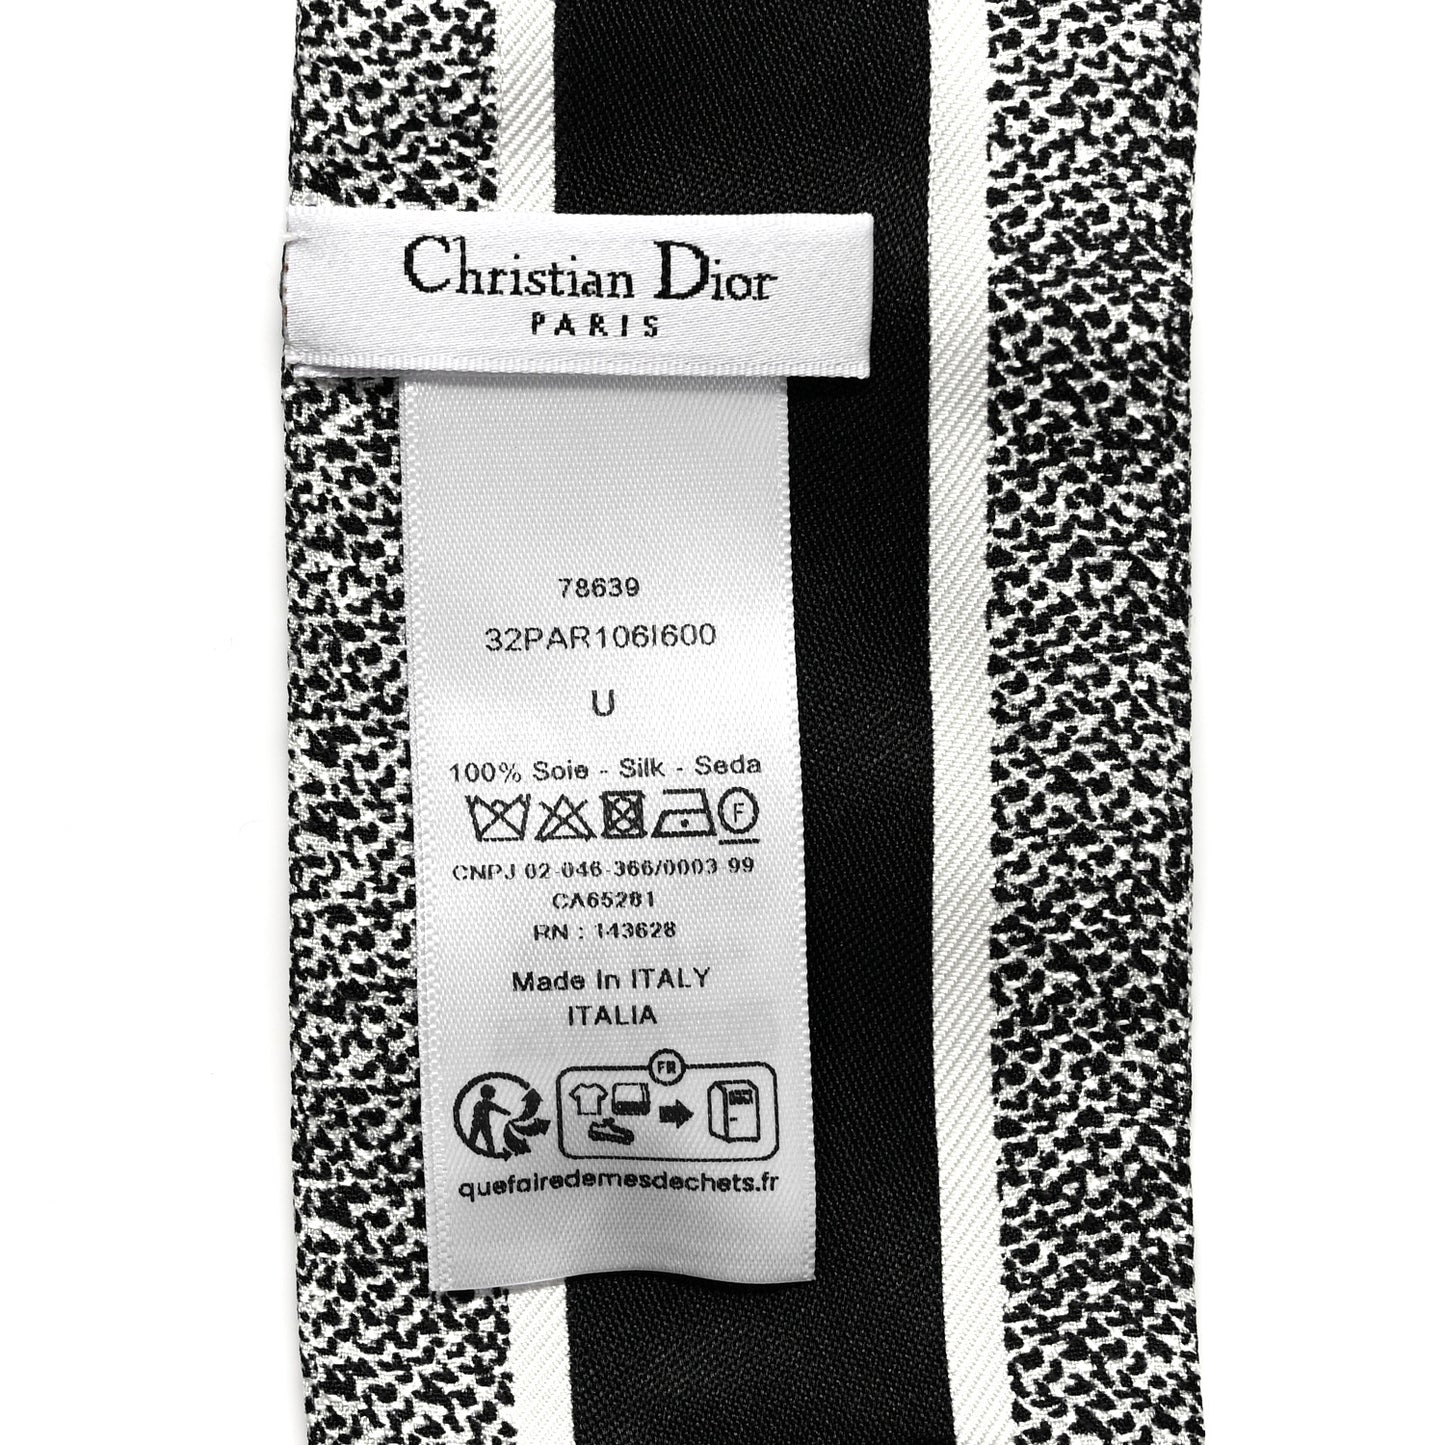 Christian Dior
PARIS
78639
32PAR106I600
U
100% Soie - Silk - Seda
F
CNPJ 02-046-366/0003 99
CA65281
RN : 143628
Made In ITALY
ITALIA
FR
quefairedemesdechets.fr